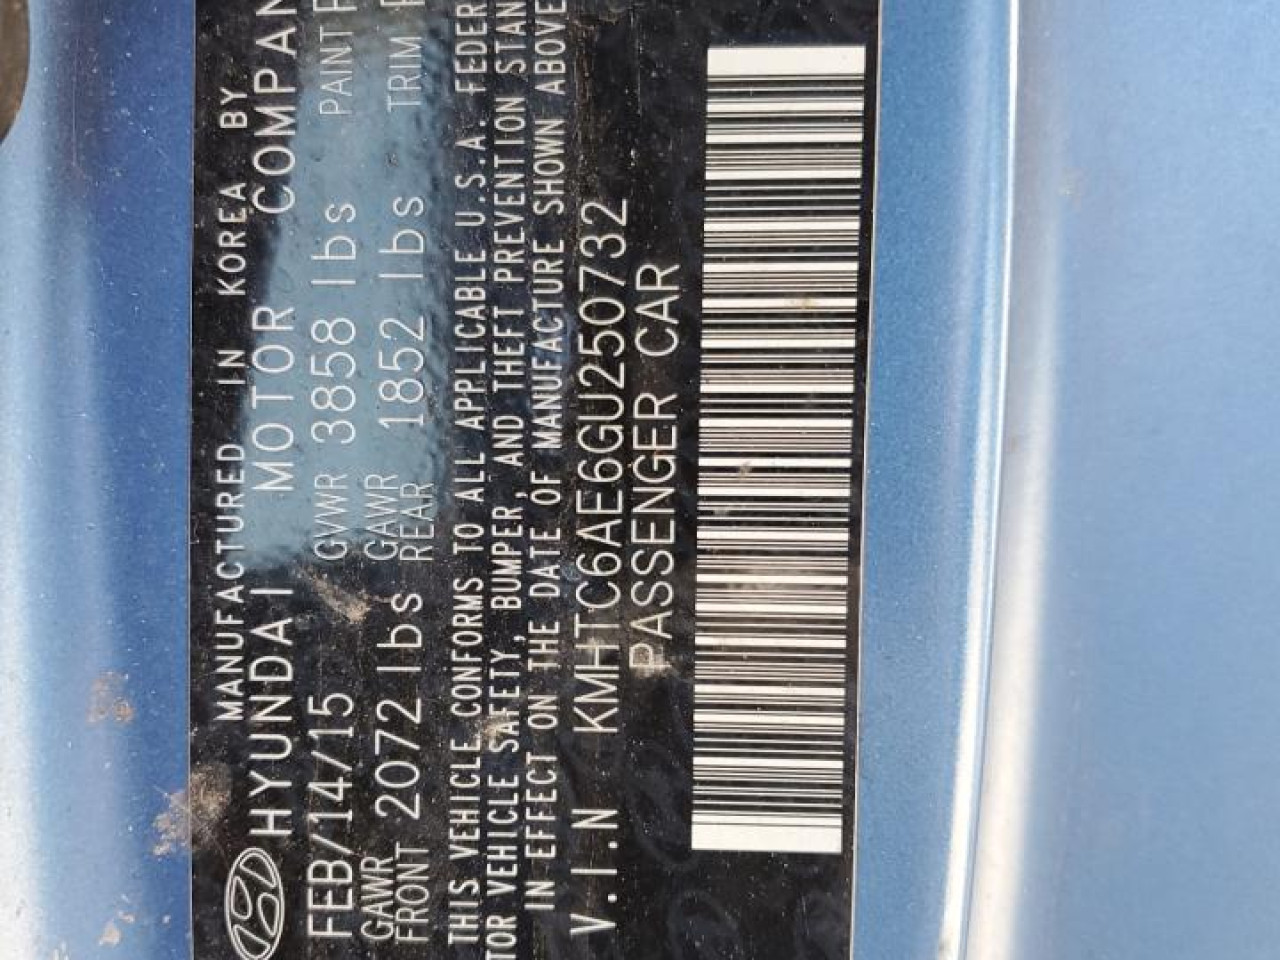 MANUFACTURED IN KOREA BY
HYUNDAI MOTOR COMPAN
FEB/14/15 GVWR 3858 lbs PAINT
GAWR FRONT 2072 lbs GAWR REAR 1852 lbs TRIM
THIS VEHICLE CONFORMS TO ALL APPLICABLE U.S.A. FEDER
TOR VEHICLE SAFETY, BUMPER, AND THEFT PREVENTION STAN
IN EFFECT ON THE DATE OF MANUFACTURE SHOWN ABOVE
V.I.N KMHTC6AE6GU250732
PASSENGER CAR